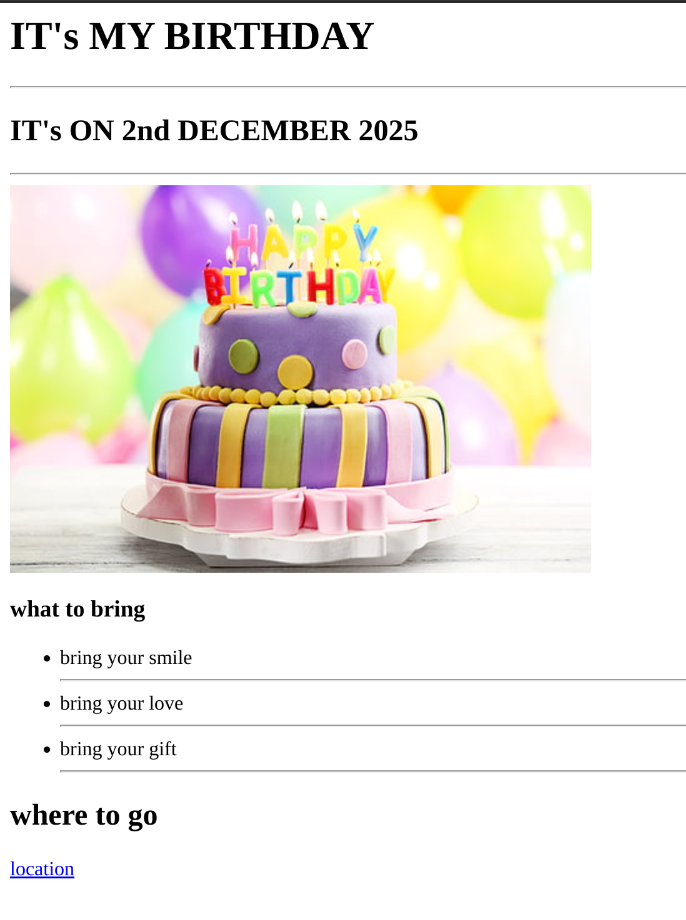 IT's MY BIRTHDAY
IT's ON 2nd DECEMBER 2025
HAPPY
BIRTHDAY
what to bring
bring your smile
bring your love
bring your gift
where to go
location